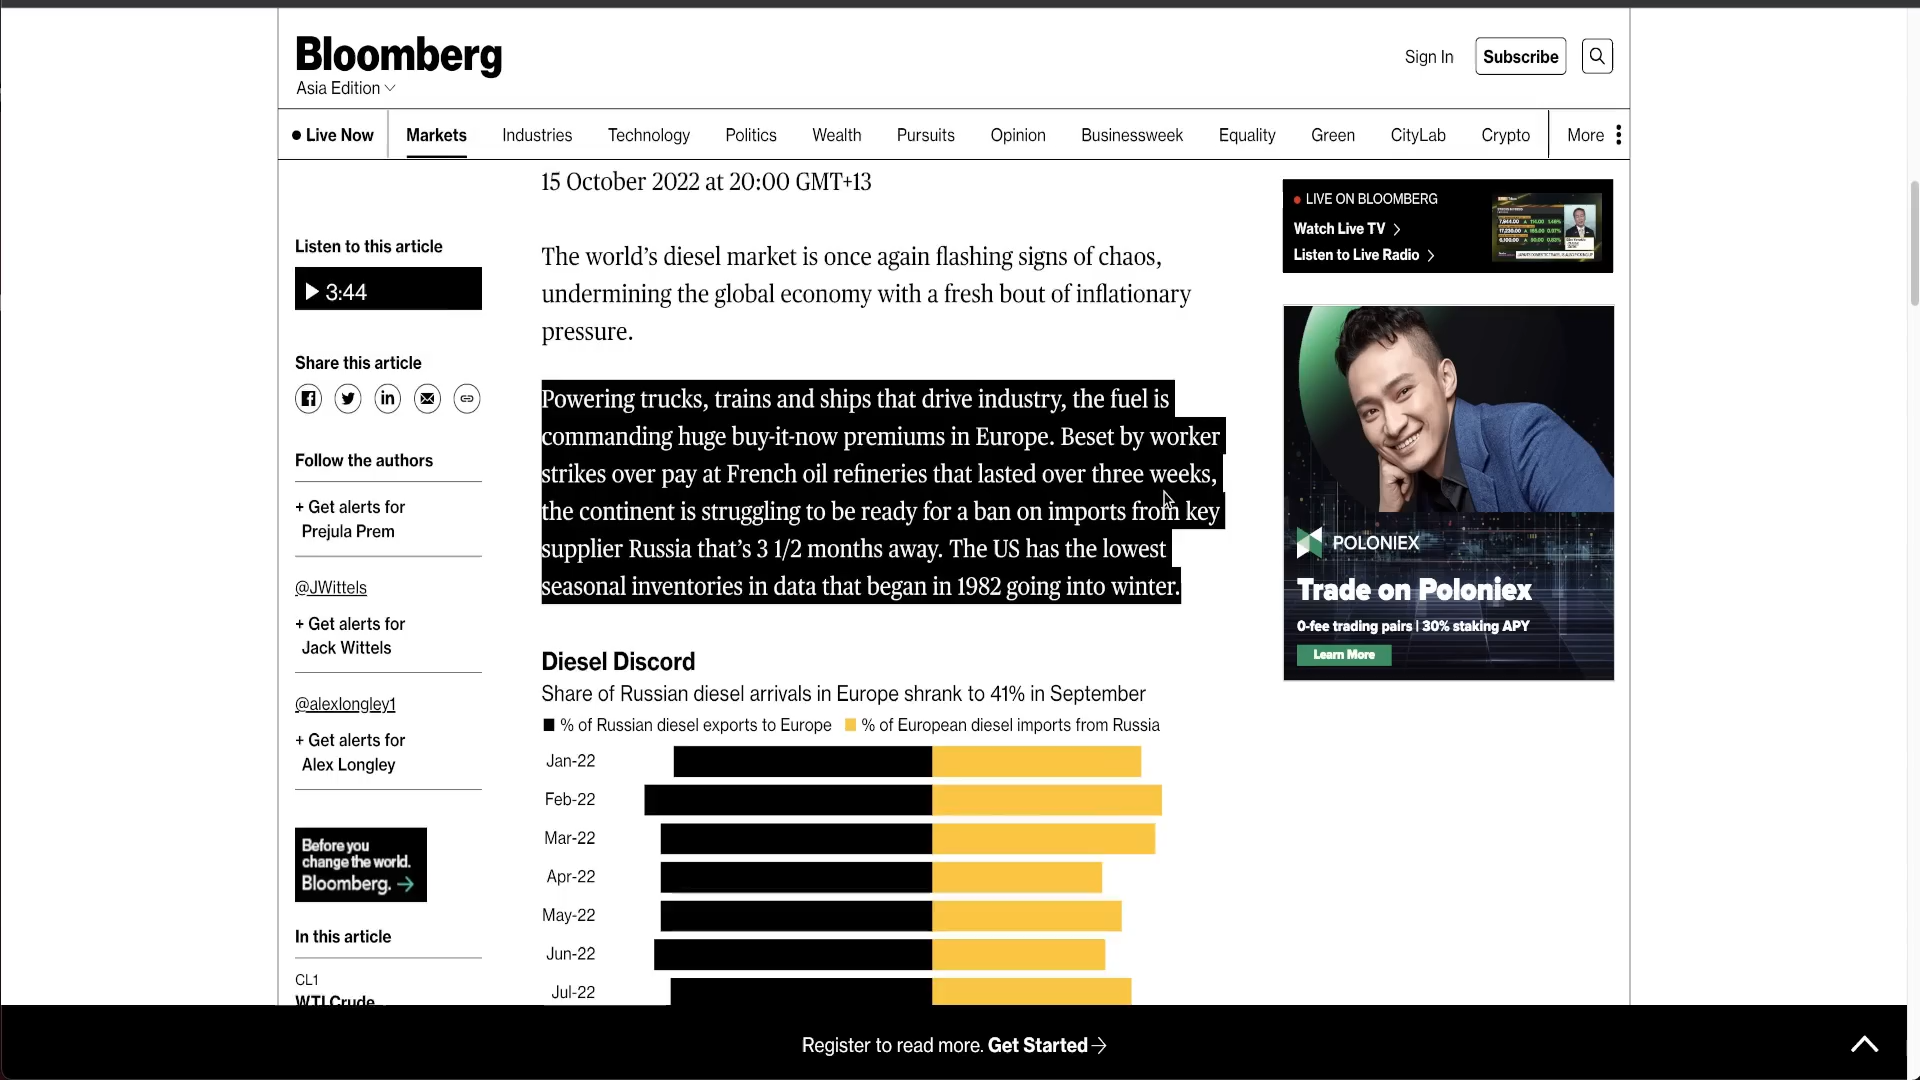 Bloomberg
Asia Edition
Sign In
Subscribe
Live Now
Markets
Industries
Technology
Politics
Wealth
Pursuits
Opinion
Businessweek
Equality
Green
CityLab
Crypto
More
15 October 2022 at 20:00 GMT+13
Listen to this article
3:44
Share this article
Follow the authors
+ Get alerts for
Prejula Prem
@JWittels
+ Get alerts for
Jack Wittels
@alexlongley1
+ Get alerts for
Alex Longley
Before you
change the world.
Bloomberg. →
In this article
CL1
WTI Crude
The world’s diesel market is once again flashing signs of chaos,
undermining the global economy with a fresh bout of inflationary
pressure.
Powering trucks, trains and ships that drive industry, the fuel is
commanding huge buy-it-now premiums in Europe. Beset by worker
strikes over pay at French oil refineries that lasted over three weeks,
the continent is struggling to be ready for a ban on imports from key
supplier Russia that’s 3 1/2 months away. The US has the lowest
seasonal inventories in data that began in 1982 going into winter.
Diesel Discord
Share of Russian diesel arrivals in Europe shrank to 41% in September
% of Russian diesel exports to Europe
% of European diesel imports from Russia
Jan-22
Feb-22
Mar-22
Apr-22
May-22
Jun-22
Jul-22
LIVE ON BLOOMBERG
Watch Live TV
Listen to Live Radio
POLONIEX
Trade on Poloniex
0-fee trading pairs | 30% staking APY
Learn More
Register to read more. Get Started →